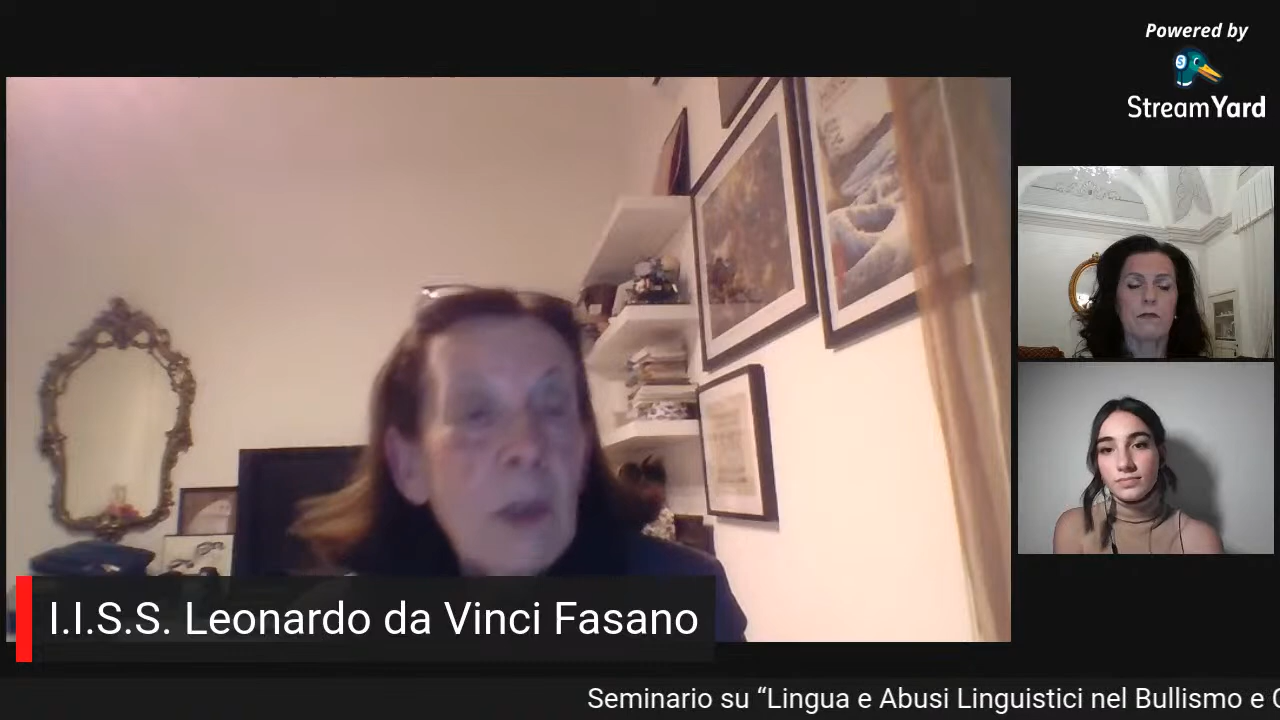 Powered by
StreamYard
I.I.S.S. Leonardo da Vinci Fasano
Seminario su “Lingua e Abusi Linguistici nel Bullismo e